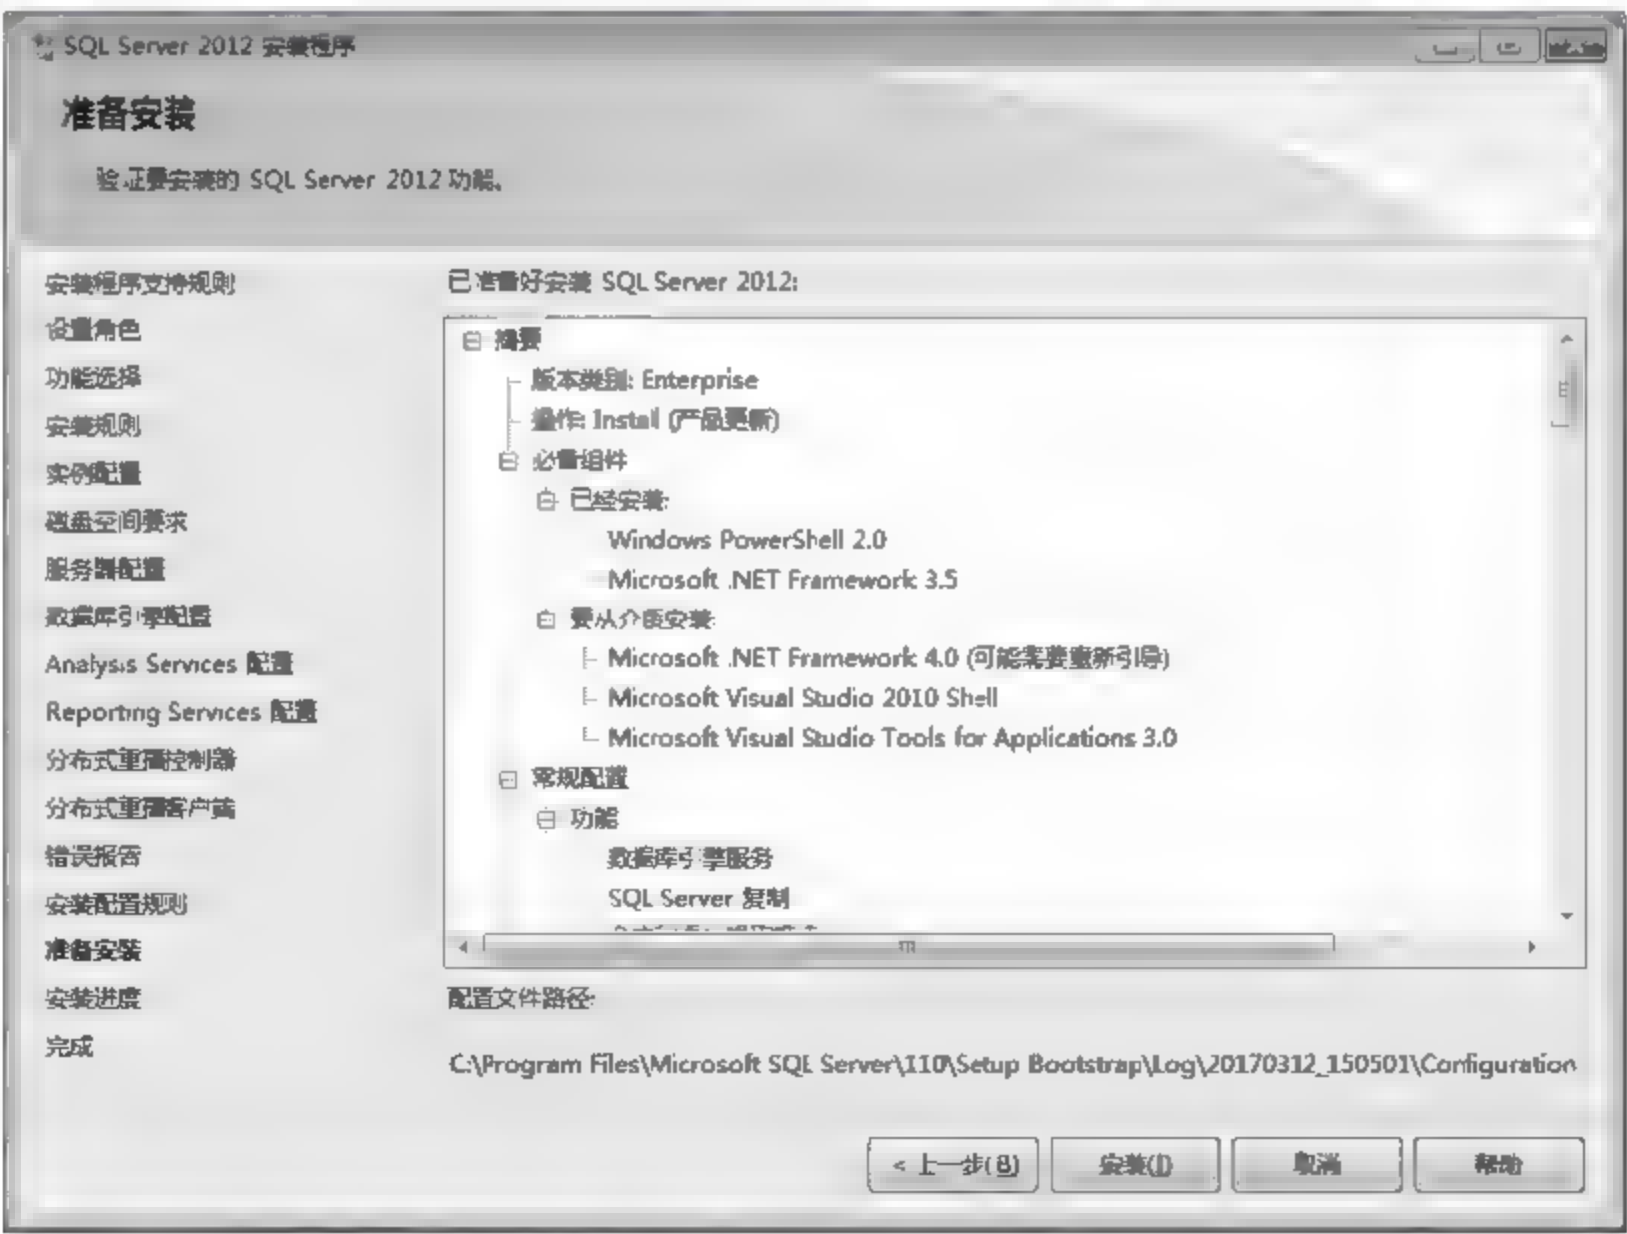 SQL Server 2012 安装程序
准备安装
验证要安装的 SQL Server 2012 功能。
安装程序支持规则
设置角色
功能选择
安装规则
实例配置
磁盘空间要求
服务器配置
数据库引擎配置
Analysis Services 配置
Reporting Services 配置
分布式重播控制器
分布式重播客户端
错误报告
安装配置规则
准备安装
安装进度
完成
已准备好安装 SQL Server 2012:
摘要
版本类别: Enterprise
操作: Install (产品更新)
必备组件
已经安装:
Windows PowerShell 2.0
Microsoft .NET Framework 3.5
要从介质安装:
Microsoft .NET Framework 4.0 (可能需要重新引导)
Microsoft Visual Studio 2010 Shell
Microsoft Visual Studio Tools for Applications 3.0
常规配置
功能
数据库引擎服务
SQL Server 复制
配置文件路径:
C:\Program Files\Microsoft SQL Server\110\Setup Bootstrap\Log\20170312_150501\Configuration
< 上一步(B)
安装(I)
取消
帮助